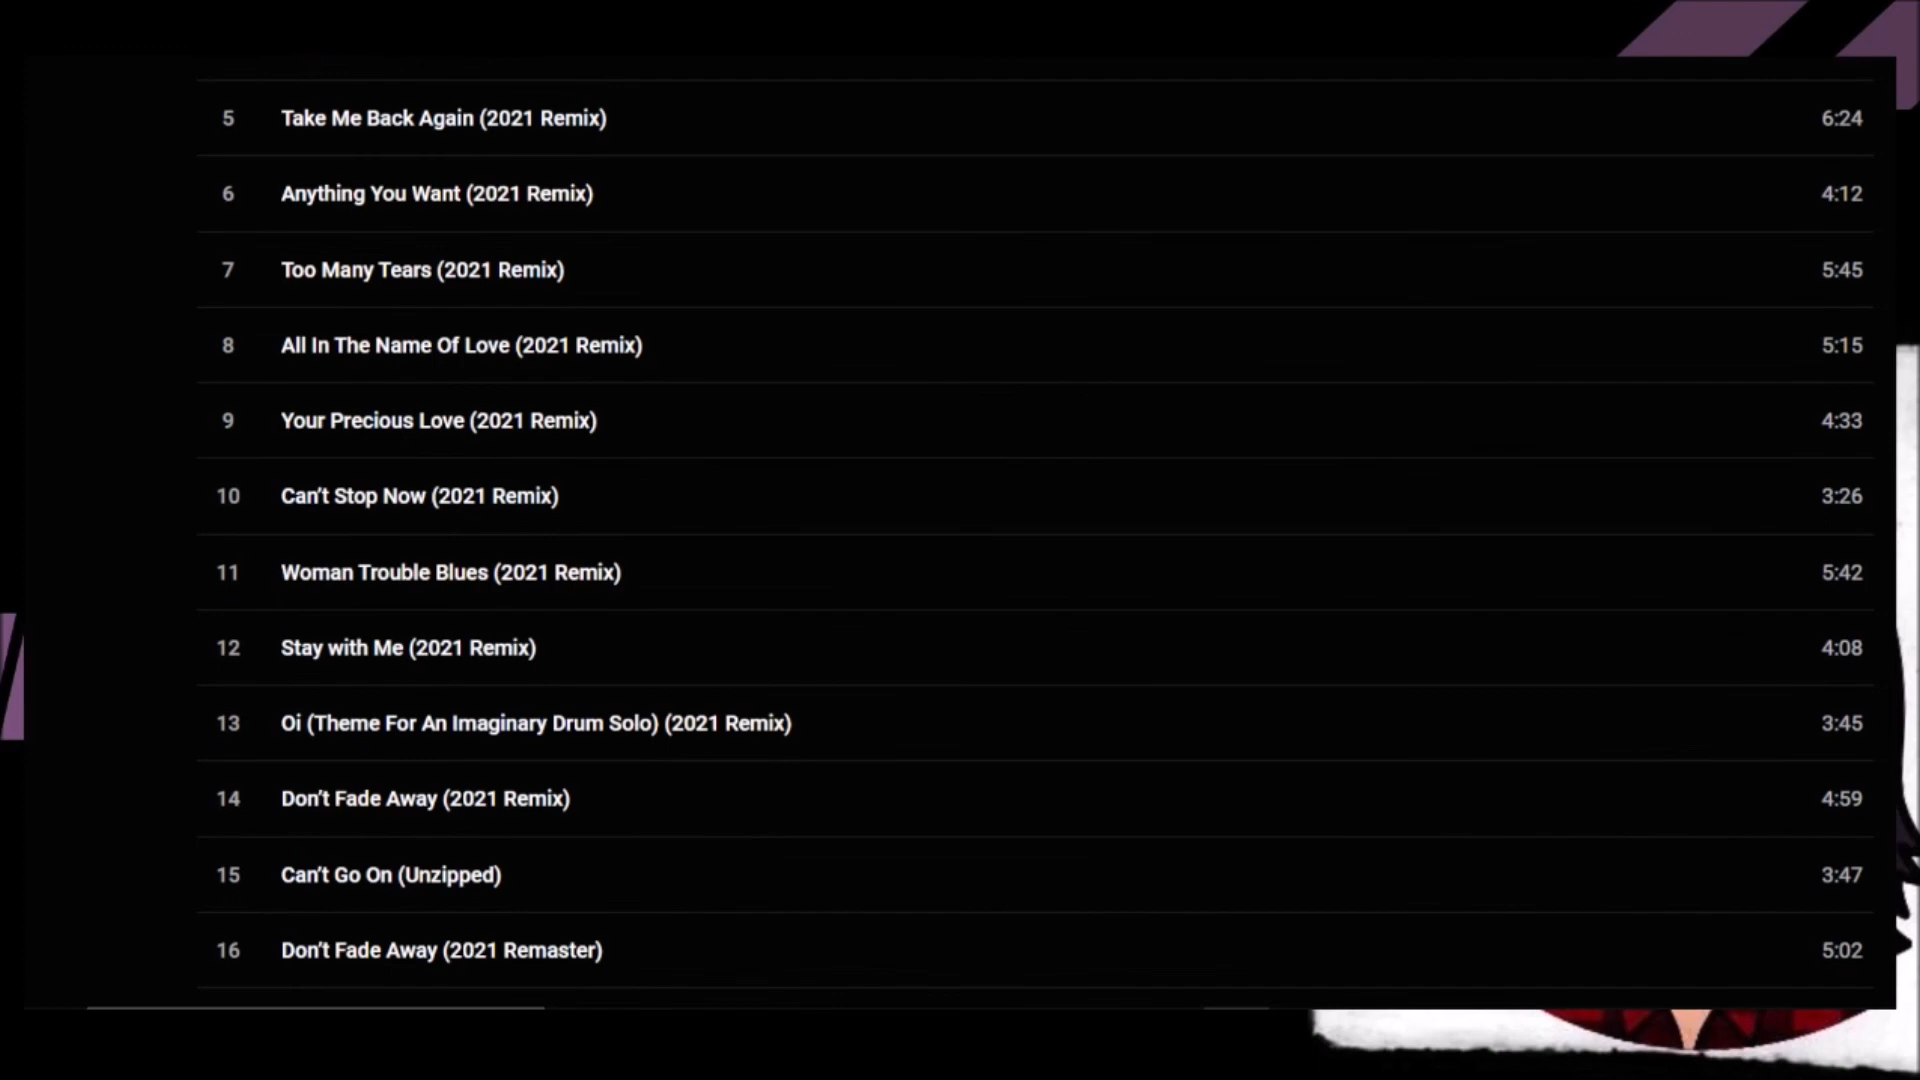 5 Take Me Back Again (2021 Remix) 6:24
6 Anything You Want (2021 Remix) 4:12
7 Too Many Tears (2021 Remix) 5:45
8 All In The Name Of Love (2021 Remix) 5:15
9 Your Precious Love (2021 Remix) 4:33
10 Can't Stop Now (2021 Remix) 3:26
11 Woman Trouble Blues (2021 Remix) 5:42
12 Stay with Me (2021 Remix) 4:08
13 Oi (Theme For An Imaginary Drum Solo) (2021 Remix) 3:45
14 Don't Fade Away (2021 Remix) 4:59
15 Can't Go On (Unzipped) 3:47
16 Don't Fade Away (2021 Remaster) 5:02